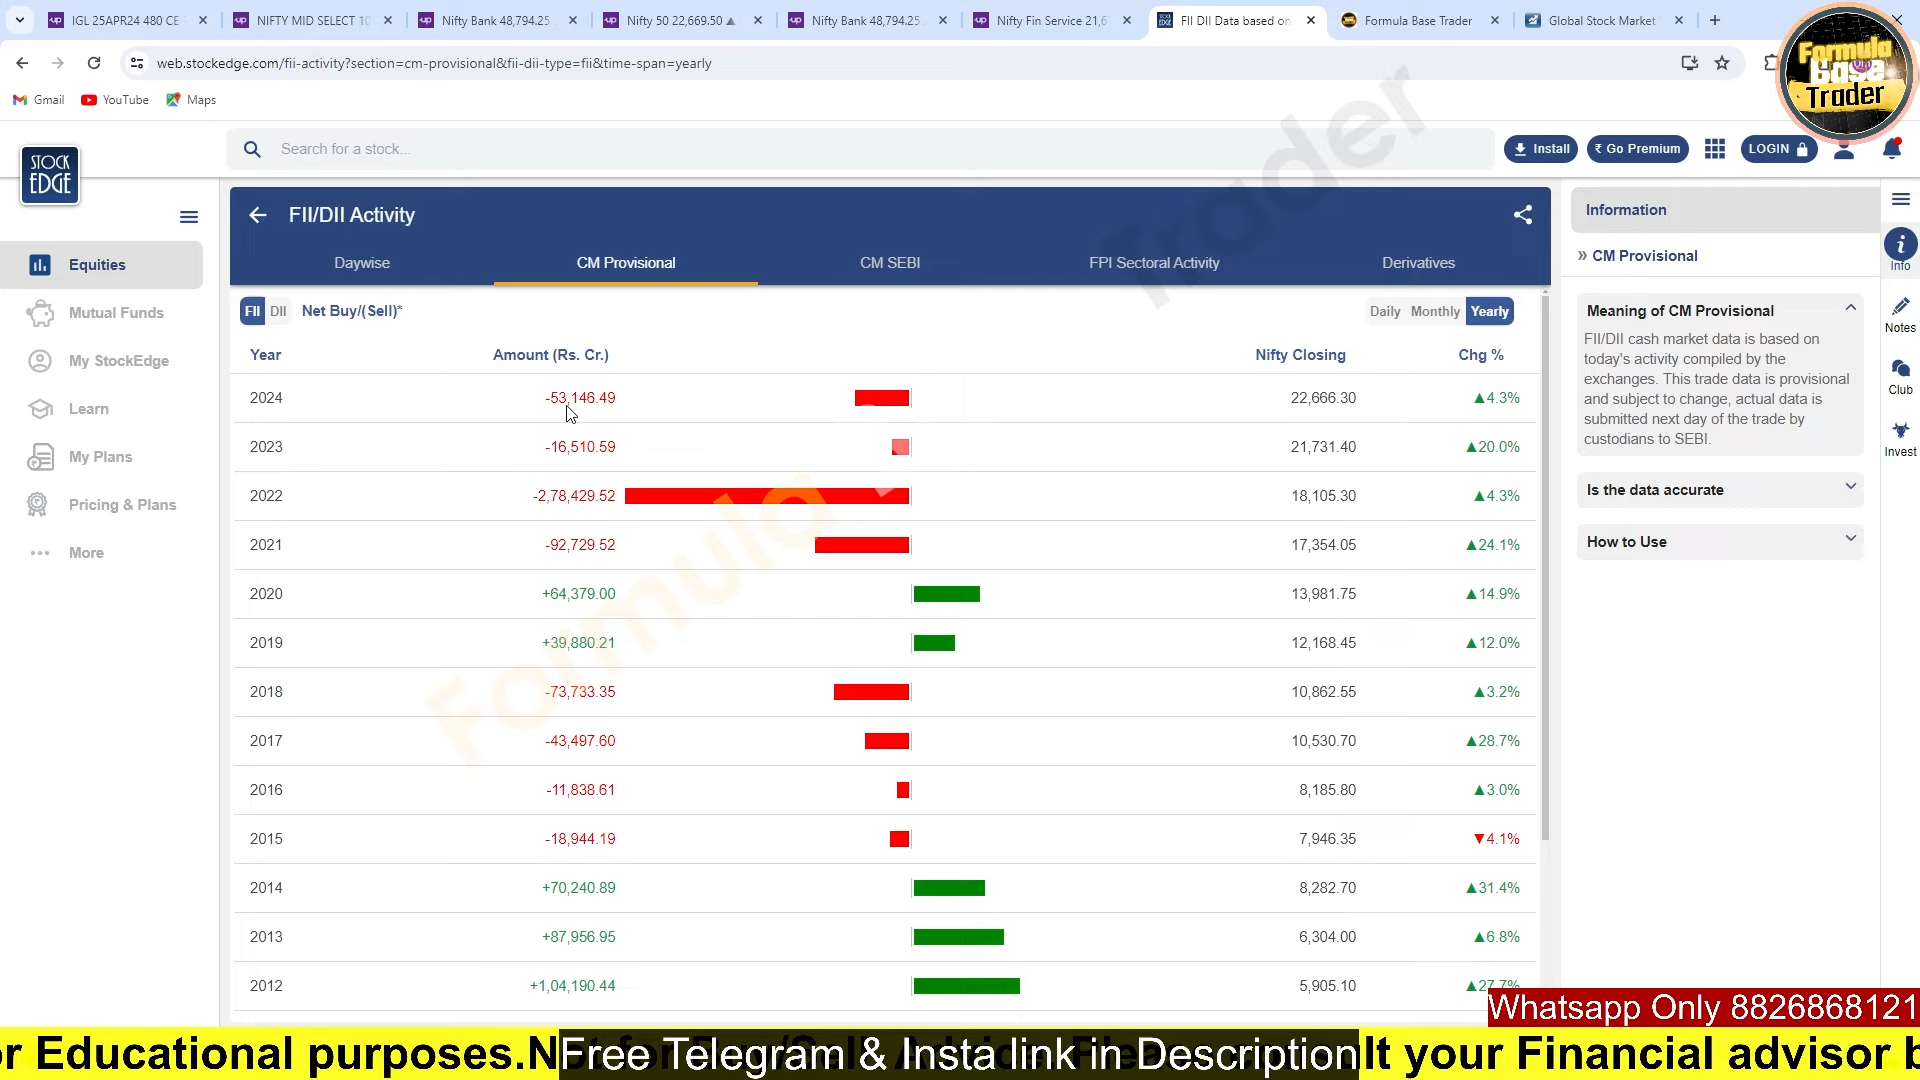 IGL 25APR24 480 CE
NIFTY MID SELECT 10
Nifty Bank 48,794.25
Nifty 50 22,669.50 ▲
Nifty Bank 48,794.25
Nifty Fin Service 21,6
FII DII Data based on
Formula Base Trader
Global Stock Market
web.stockedge.com/fii-activity?section=cm-provisional&fii-dii-type=fii&time-span=yearly
Gmail
YouTube
Maps
Formula
Base
Trader
STOCK
EDGE
Search for a stock...
Install
₹ Go Premium
LOGIN
Equities
Mutual Funds
My StockEdge
Learn
My Plans
Pricing & Plans
More
FII/DII Activity
Daywise
CM Provisional
CM SEBI
FPI Sectoral Activity
Derivatives
FII DII Net Buy/(Sell)*
Daily Monthly Yearly
Year Amount (Rs. Cr.) Nifty Closing Chg %
2024 -53,146.49 22,666.30 ▲4.3%
2023 -16,510.59 21,731.40 ▲20.0%
2022 -2,78,429.52 18,105.30 ▲4.3%
2021 -92,729.52 17,354.05 ▲24.1%
2020 +64,379.00 13,981.75 ▲14.9%
2019 +39,880.21 12,168.45 ▲12.0%
2018 -73,733.35 10,862.55 ▲3.2%
2017 -43,497.60 10,530.70 ▲28.7%
2016 -11,838.61 8,185.80 ▲3.0%
2015 -18,944.19 7,946.35 ▼4.1%
2014 +70,240.89 8,282.70 ▲31.4%
2013 +87,956.95 6,304.00 ▲6.8%
2012 +1,04,190.44 5,905.10 ▲27.7%
Formula
Trader
Information
» CM Provisional
Meaning of CM Provisional
FII/DII cash market data is based on
today's activity compiled by the
exchanges. This trade data is provisional
and subject to change, actual data is
submitted next day of the trade by
custodians to SEBI.
Is the data accurate
How to Use
Info
Notes
Club
Invest
Whatsapp Only 8826868121
or Educational purposes.N
Free Telegram & Insta link in Description
lt your Financial advisor b